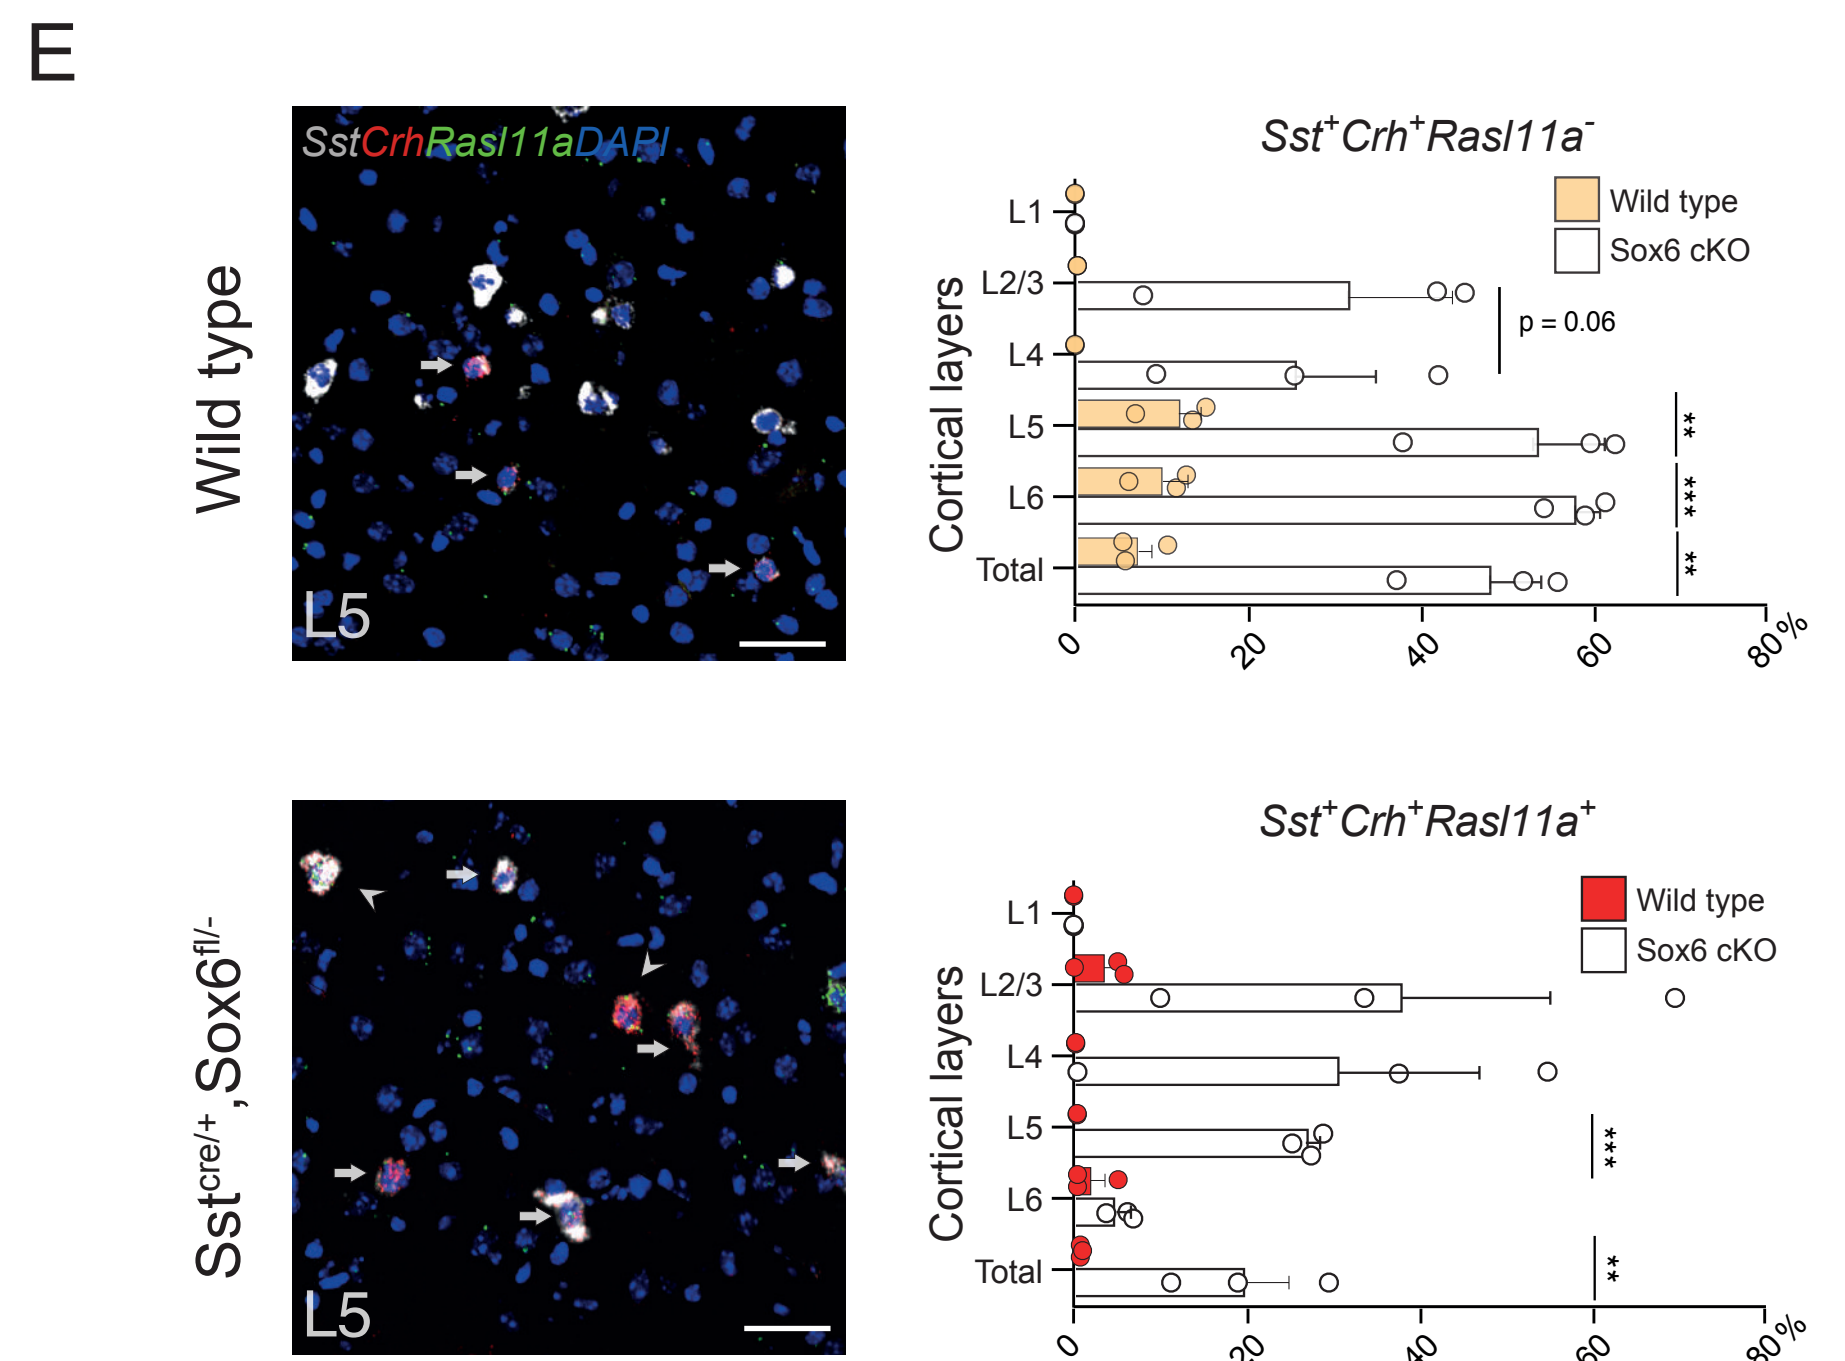 E
Wild type
SstCrhRasl11aDAPI
L5
Sst⁺Crh⁺Rasl11a⁻
Wild type
Sox6 cKO
Cortical layers
L1
L2/3
L4
L5
L6
Total
p = 0.06
**
***
**
0
20
40
60
80%
Sstcre/+,Sox6fl/-
L5
Sst⁺Crh⁺Rasl11a⁺
Wild type
Sox6 cKO
Cortical layers
L1
L2/3
L4
L5
L6
Total
***
**
0
20
40
60
80%